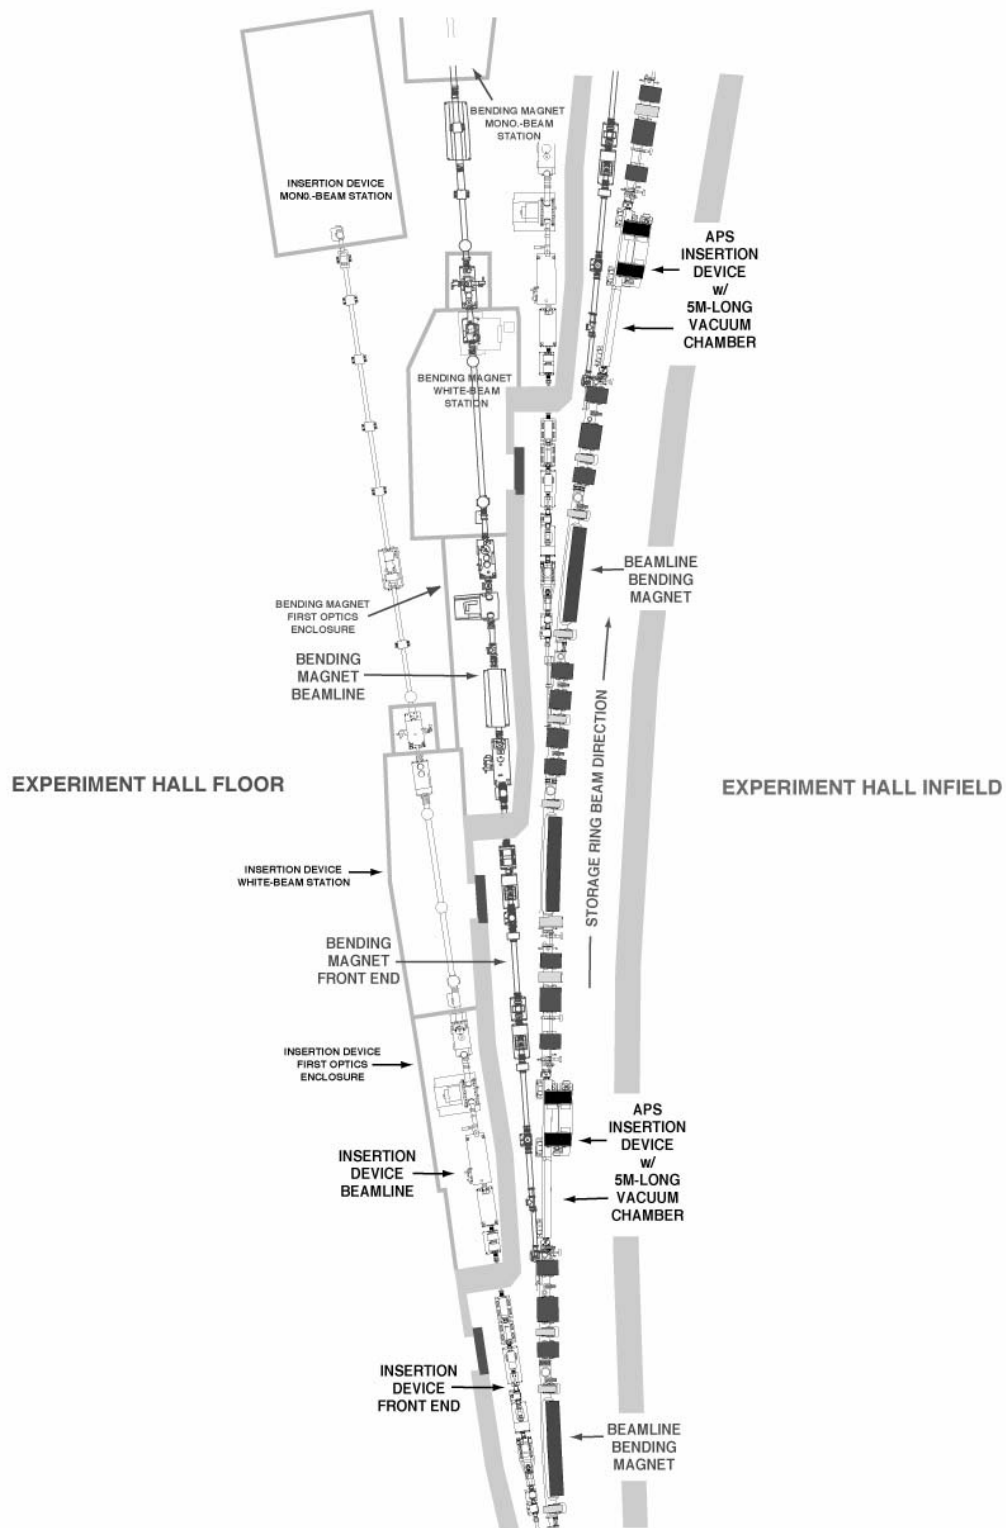 BENDING MAGNET
MONO.-BEAM
STATION
INSERTION DEVICE
MON0.-BEAM STATION
APS
INSERTION
DEVICE
w/
5M-LONG
VACUUM
CHAMBER
BENDING MAGNET
WHITE-BEAM
STATION
BEAMLINE
BENDING
MAGNET
BENDING MAGNET
FIRST OPTICS
ENCLOSURE
BENDING
MAGNET
BEAMLINE
STORAGE RING BEAM DIRECTION
EXPERIMENT HALL FLOOR
EXPERIMENT HALL INFIELD
INSERTION DEVICE
WHITE-BEAM STATION
BENDING
MAGNET
FRONT END
INSERTION DEVICE
FIRST OPTICS
ENCLOSURE
APS
INSERTION
DEVICE
w/
5M-LONG
VACUUM
CHAMBER
INSERTION
DEVICE
BEAMLINE
INSERTION
DEVICE
FRONT END
BEAMLINE
BENDING
MAGNET